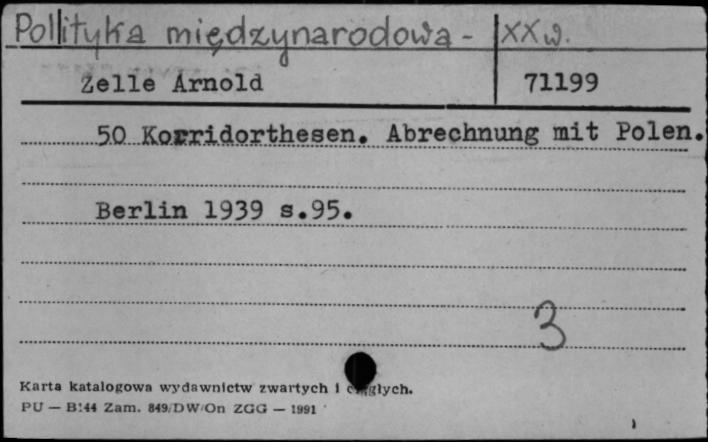 Polityka międzynarodowa - XX w.
Zelle Arnold 71199
50 Korridorthesen. Abrechnung mit Polen.
Berlin 1939 s.95.
3
Karta katalogowa wydawnictw zwartych i ciągłych.
PU — B!44 Zam. 849/DW/On ZGG — 1991